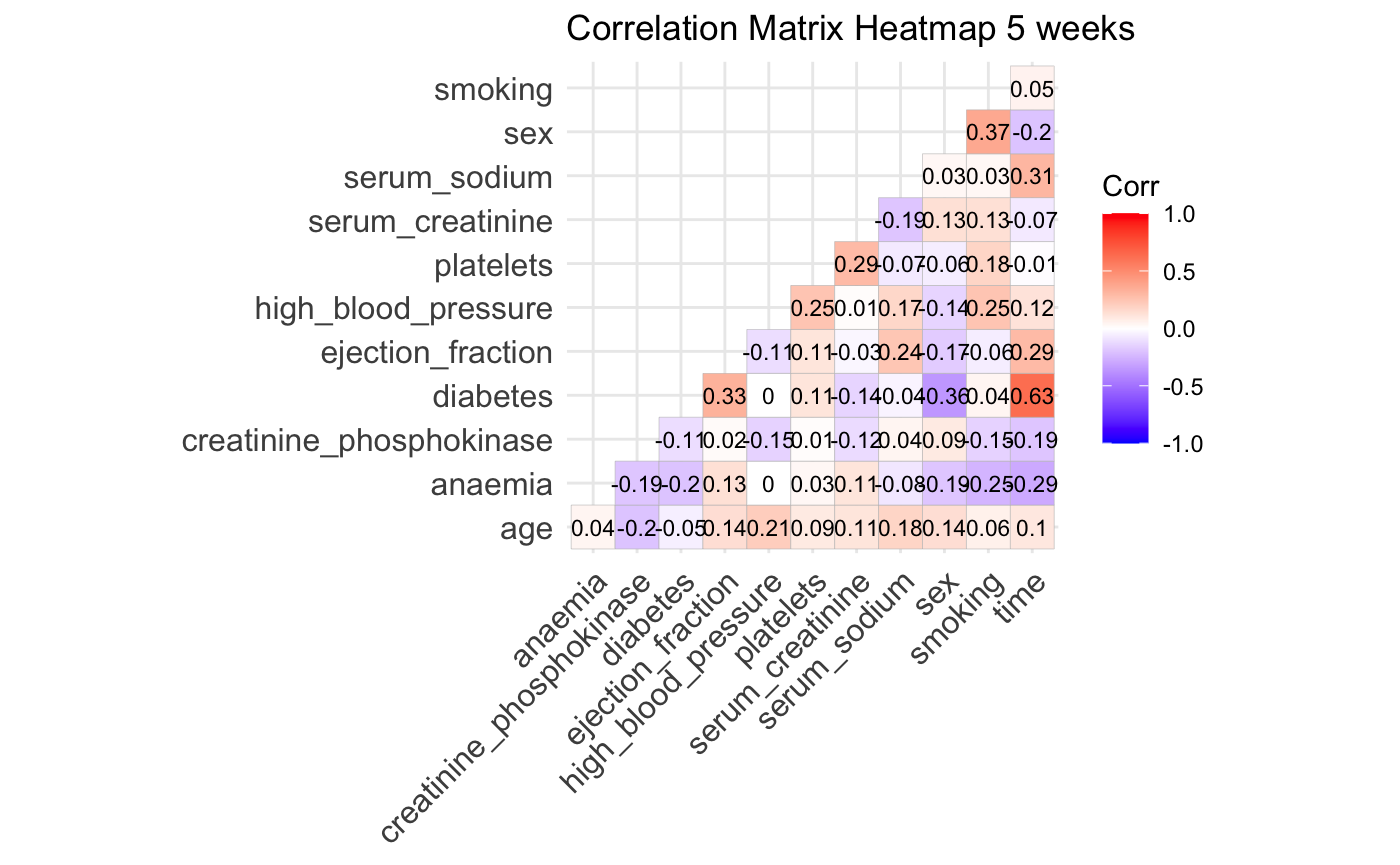 Correlation Matrix Heatmap 5 weeks
smoking 0.05
sex 0.37 -0.2
serum_sodium 0.03 0.03 0.31
serum_creatinine -0.19 0.13 0.13 -0.07
platelets 0.29 -0.07 -0.06 0.18 -0.01
high_blood_pressure 0.25 0.01 0.17 -0.14 0.25 0.12
ejection_fraction -0.11 0.11 -0.03 0.24 -0.17 -0.06 0.29
diabetes 0.33 0 0.11 -0.14 -0.04 -0.36 0.04 0.63
creatinine_phosphokinase -0.11 0.02 -0.15 0.01 -0.12 0.04 0.09 -0.15 -0.19
anaemia -0.19 -0.2 0.13 0 0.03 0.11 -0.08 -0.19 -0.25 -0.29
age 0.04 -0.2 -0.05 0.14 0.21 0.09 0.11 0.18 0.14 0.06 0.1
anaemia
creatinine_phosphokinase
diabetes
ejection_fraction
high_blood_pressure
platelets
serum_creatinine
serum_sodium
sex
smoking
time
Corr
1.0
0.5
0.0
-0.5
-1.0